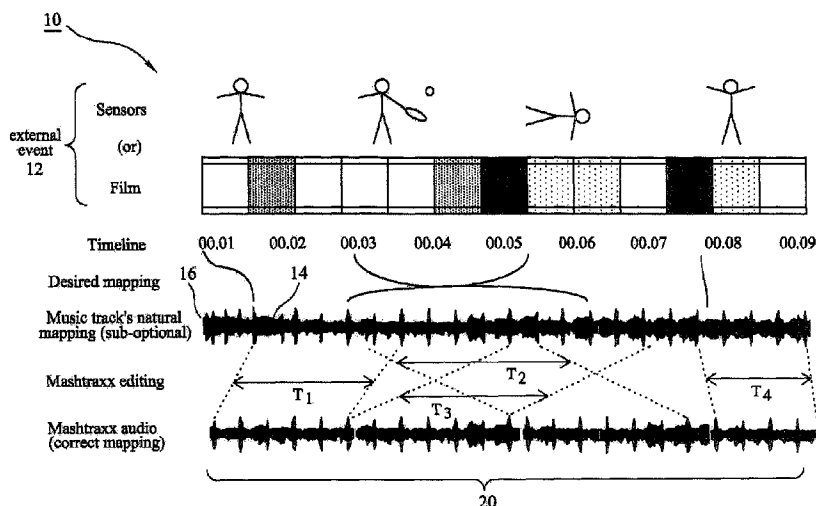 10
Sensors
external event 12
(or)
Film
Timeline 00.01 00.02 00.03 00.04 00.05 00.06 00.07 00.08 00.09
Desired mapping
16 14
Music track's natural mapping (sub-optional)
T2
Mashtraxx editing
T1
T3
T4
Mashtraxx audio (correct mapping)
20